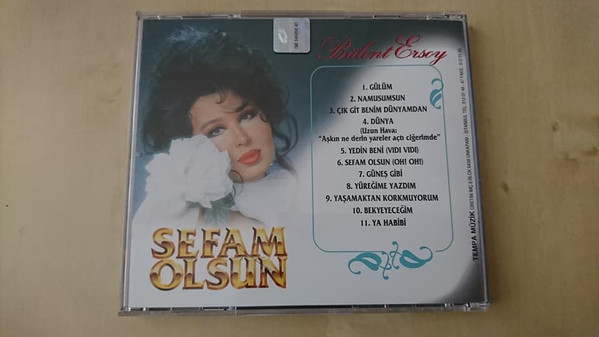 Bülent Ersoy
1. GÜLÜM
2. NAMUSUMSUN
3. ÇIK GİT BENİM DÜNYAMDAN
4. DÜNYA
(Uzun Hava:
"Aşkın ne derin yareler açtı ciğerimde"
5. YEDİN BENİ (VIDI VIDI)
6. SEFAM OLSUN (OH! OH!)
7. GÜNEŞ GİBİ
8. YÜREĞİME YAZDIM
9. YAŞAMAKTAN KORKMUYORUM
10. BEKYEYECEĞİM
11. YA HABİBİ
SEFAM
OLSUN
TEMPA MÜZİK